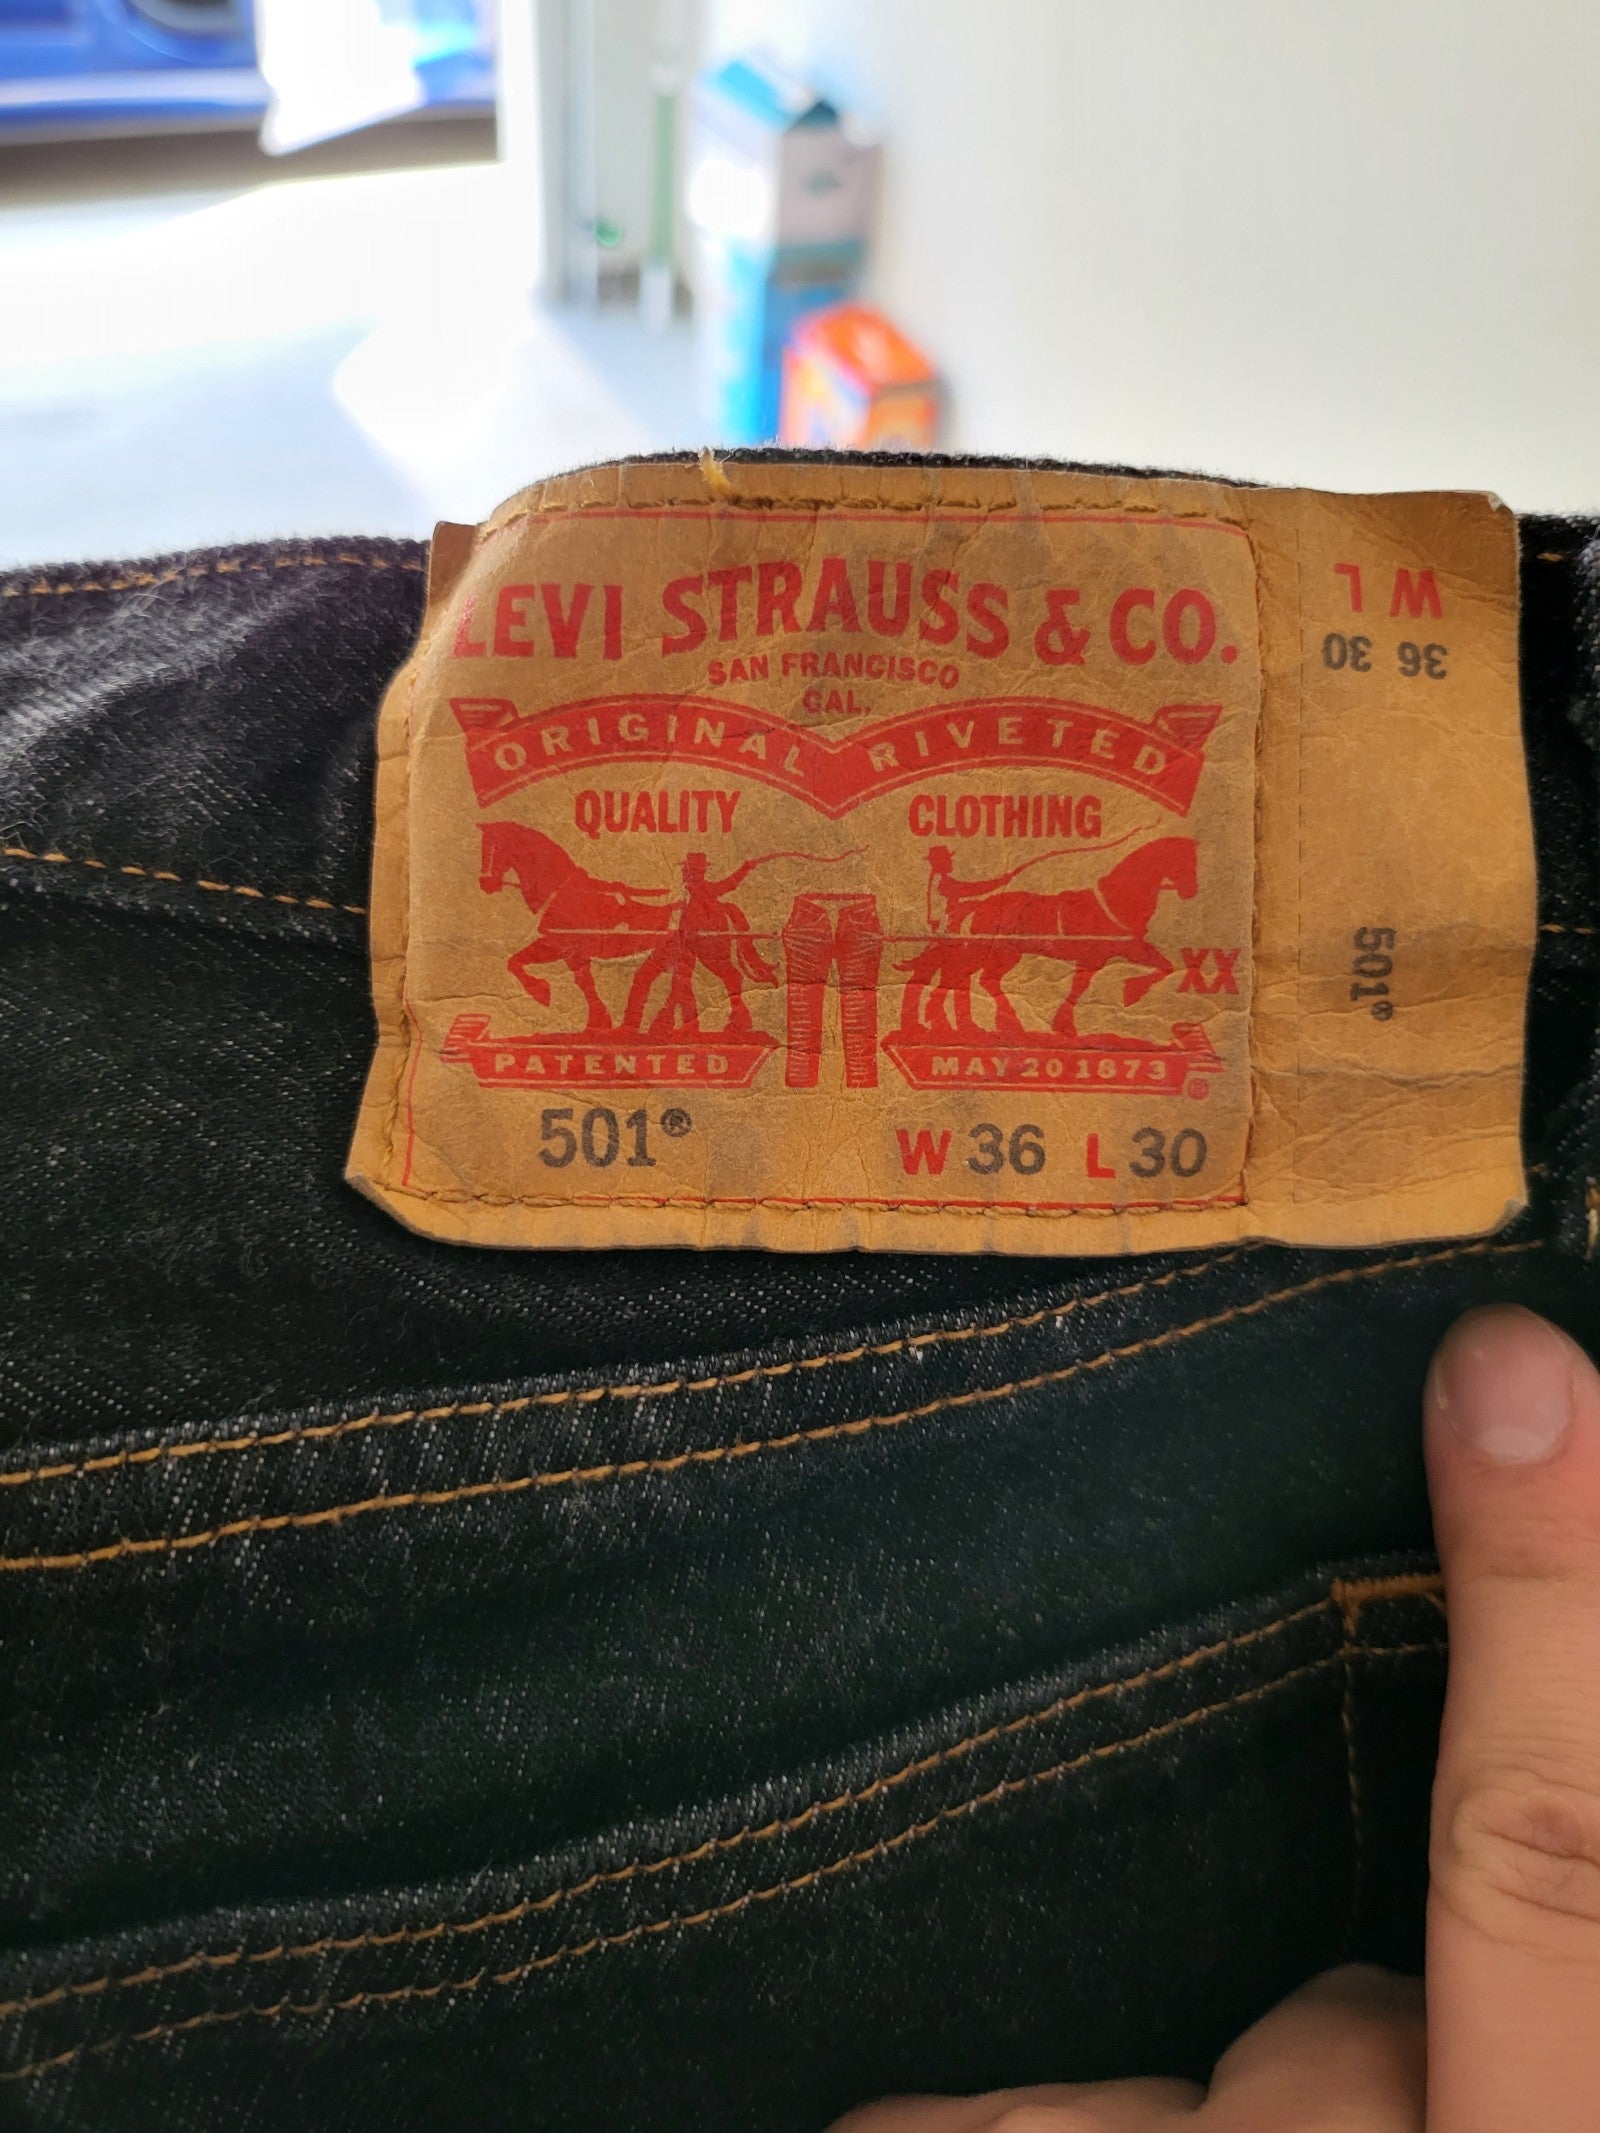 LEVI STRAUSS & CO.
SAN FRANCISCO
CAL.
ORIGINAL RIVETED
QUALITY CLOTHING
XX
PATENTED MAY 20 1873 ®
501® W 36 L 30
W L
36 30
501®